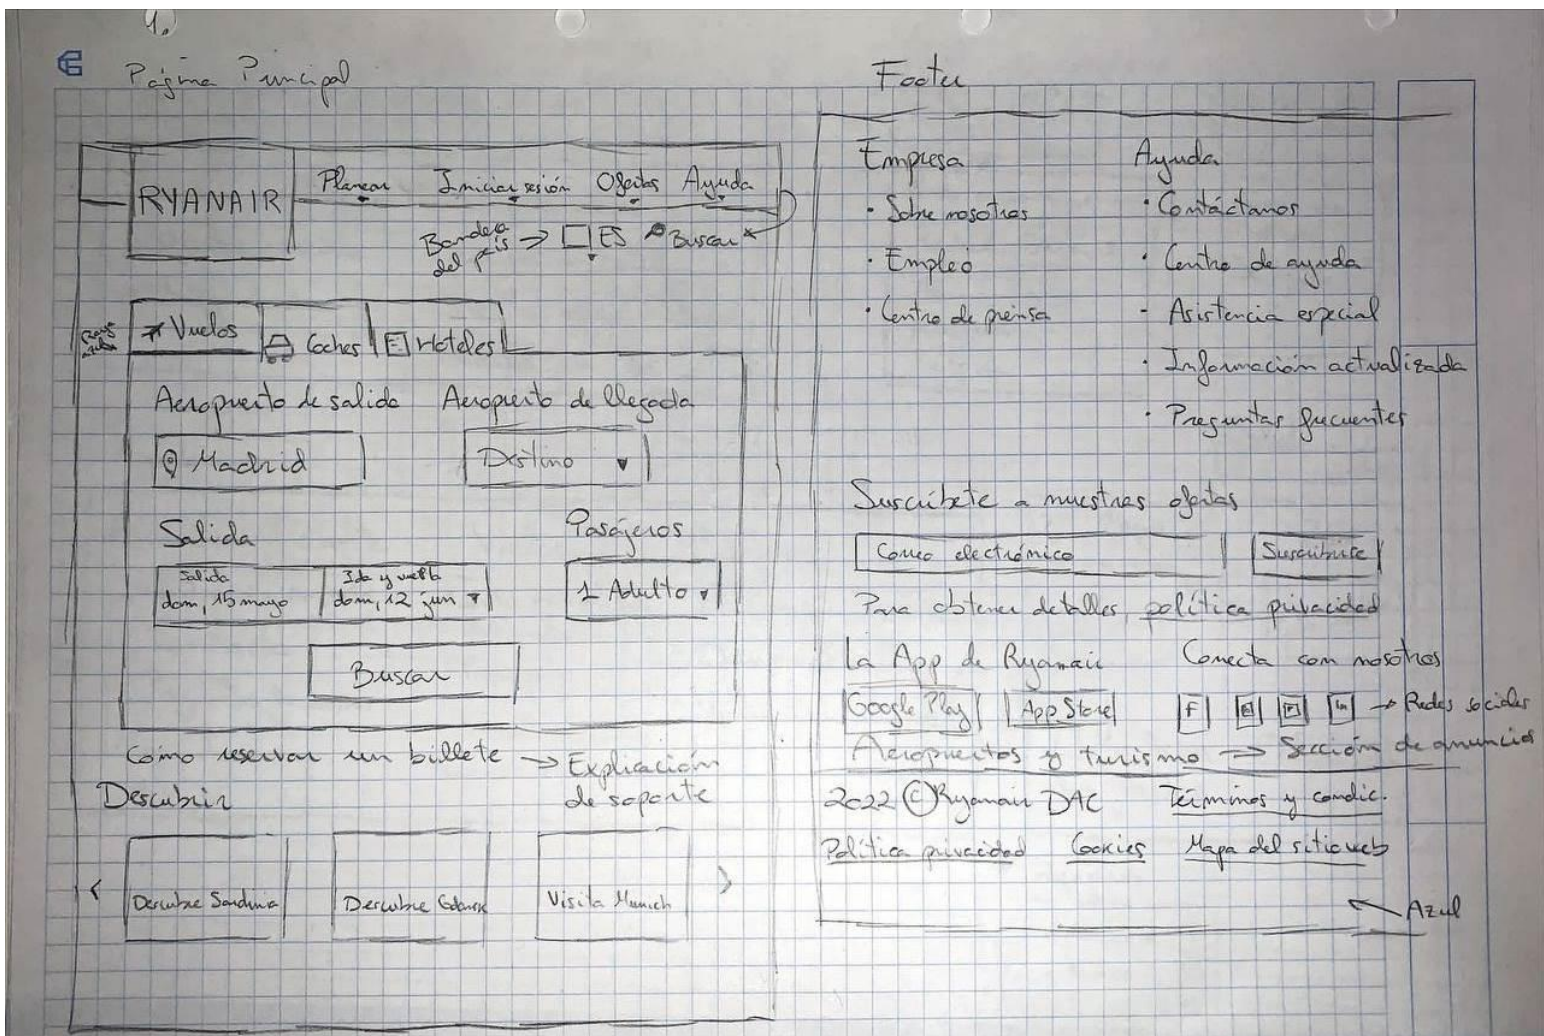 1.
Página Principal
RYANAIR
Planear Iniciar sesión Ofertas Ayuda
Bandera del país → ES Buscar
Vuelos Coches Hoteles
Aeropuerto de salida Aeropuerto de llegada
Madrid Destino
Salida Pasajeros
Salida Ida y vuelta
dom, 15 mayo dom, 12 jun 1 Adulto
Buscar
Cómo reservar un billete → Explicación
de soporte
Descubrir
< Descubre Sardinia Descubre Gdansk Visita Munich >
Footer
Empresa Ayuda
· Sobre nosotros · Contáctanos
· Empleo · Centro de ayuda
· Centro de prensa - Asistencia especial
· Información actualizada
· Preguntas frecuentes
Suscríbete a nuestras ofertas
Correo electrónico Suscribirte
Para obtener detalles, política privacidad
La App de Ryanair Conecta con nosotros
Google Play App Store F in → Redes sociales
Aeropuertos y turismo → Sección de anuncios
2022 © Ryanair DAC Términos y condic.
Política privacidad Cookies Mapa del sitio web
Azul